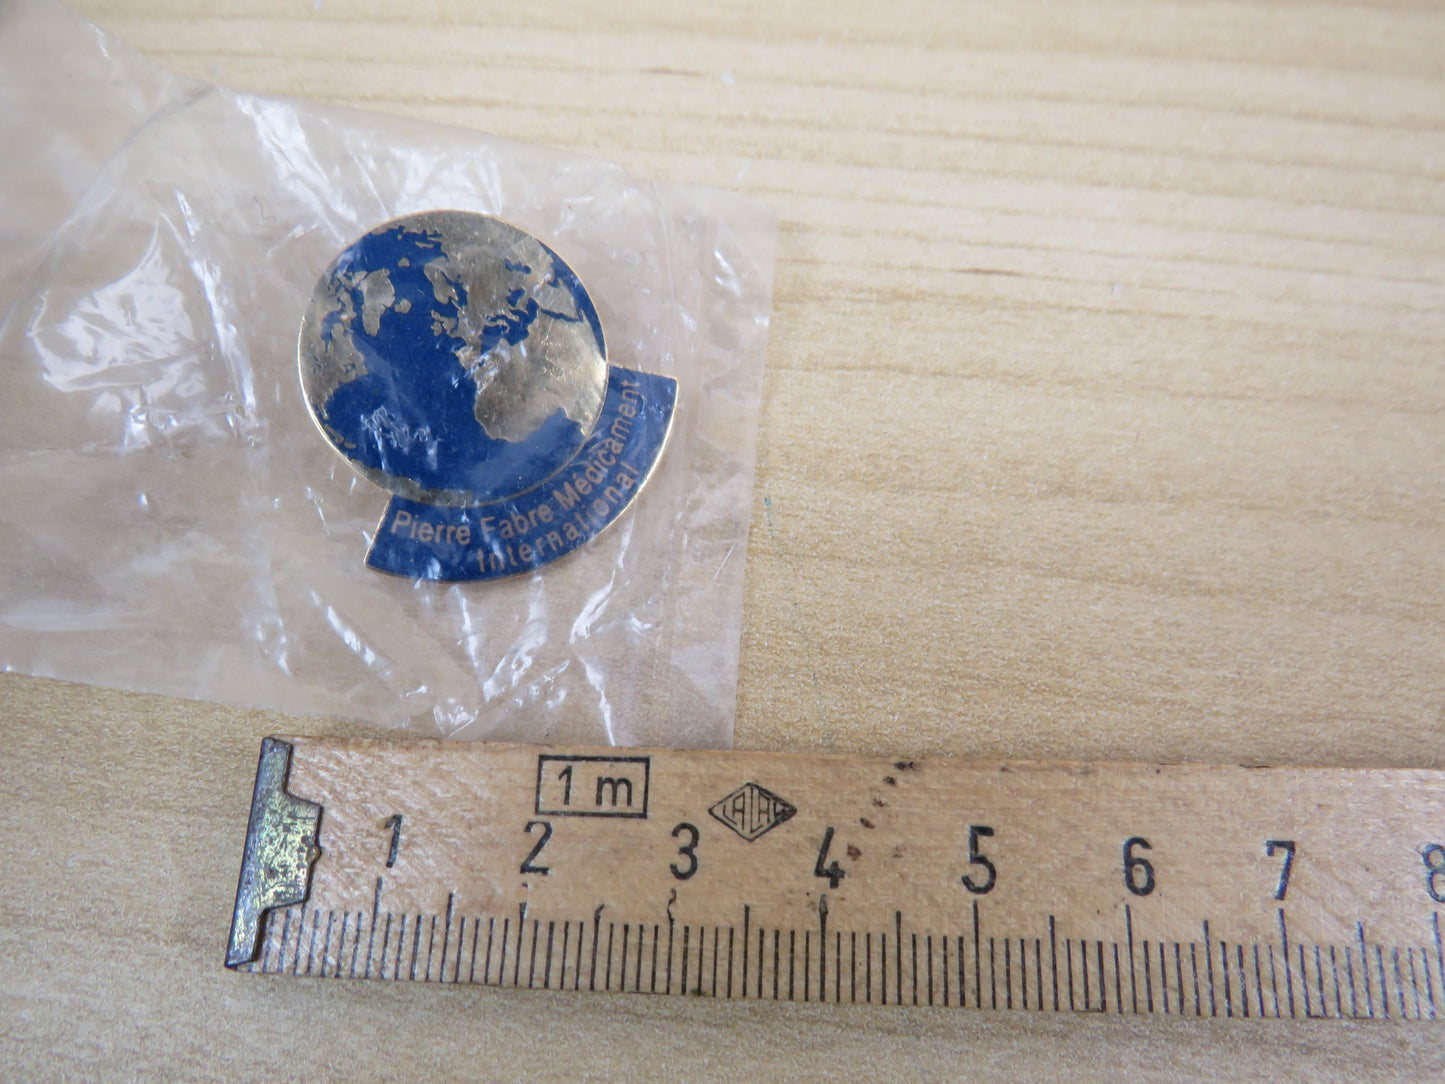 Pierre Fabre Médicament
International
1 m
1 2 3 4 5 6 7 8